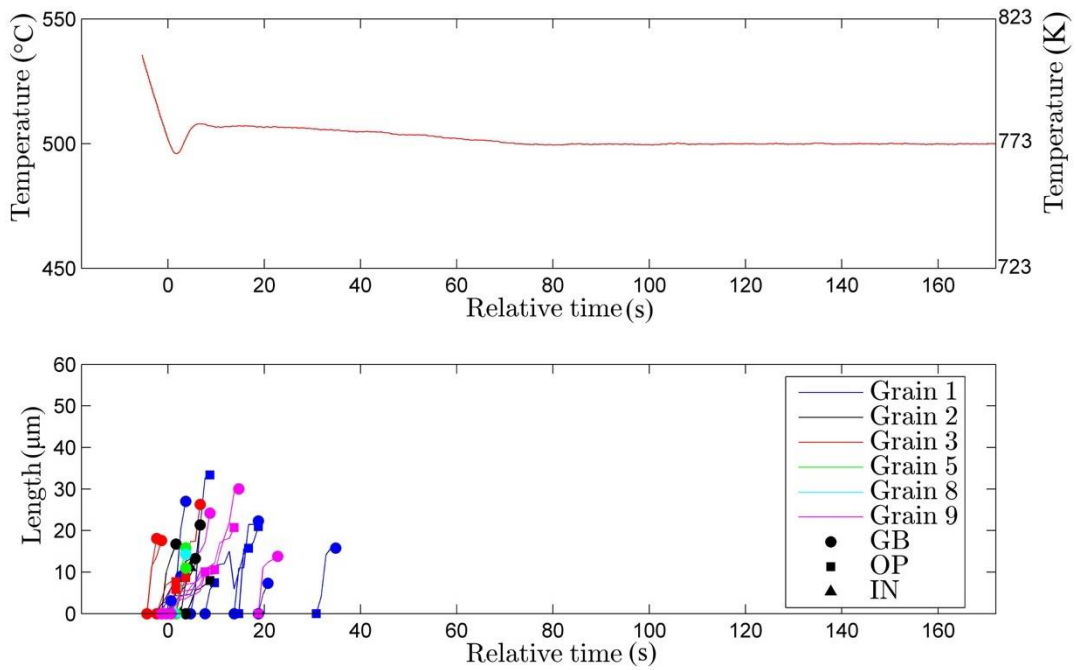 550
500
450
Temperature (°C)
823
773
723
Temperature (K)
0 20 40 60 80 100 120 140 160
Relative time (s)
60
50
40
30
20
10
0
Length (μm)
Grain 1
Grain 2
Grain 3
Grain 5
Grain 8
Grain 9
GB
OP
IN
0 20 40 60 80 100 120 140 160
Relative time (s)